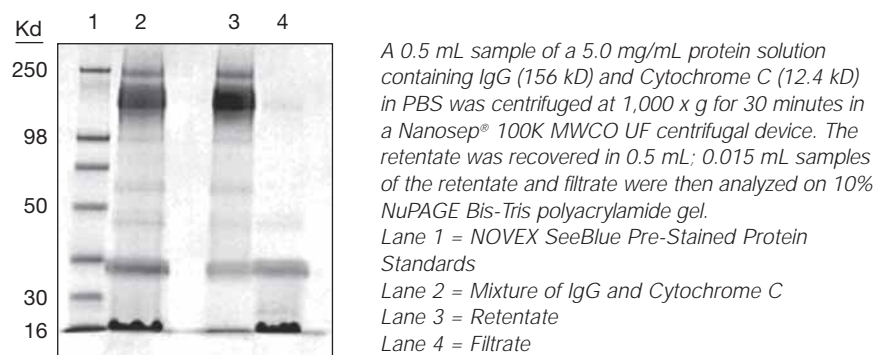 Kd
1 2 3 4
250
98
50
30
16
A 0.5 mL sample of a 5.0 mg/mL protein solution
containing IgG (156 kD) and Cytochrome C (12.4 kD)
in PBS was centrifuged at 1,000 x g for 30 minutes in
a Nanosep® 100K MWCO UF centrifugal device. The
retentate was recovered in 0.5 mL; 0.015 mL samples
of the retentate and filtrate were then analyzed on 10%
NuPAGE Bis-Tris polyacrylamide gel.
Lane 1 = NOVEX SeeBlue Pre-Stained Protein
Standards
Lane 2 = Mixture of IgG and Cytochrome C
Lane 3 = Retentate
Lane 4 = Filtrate